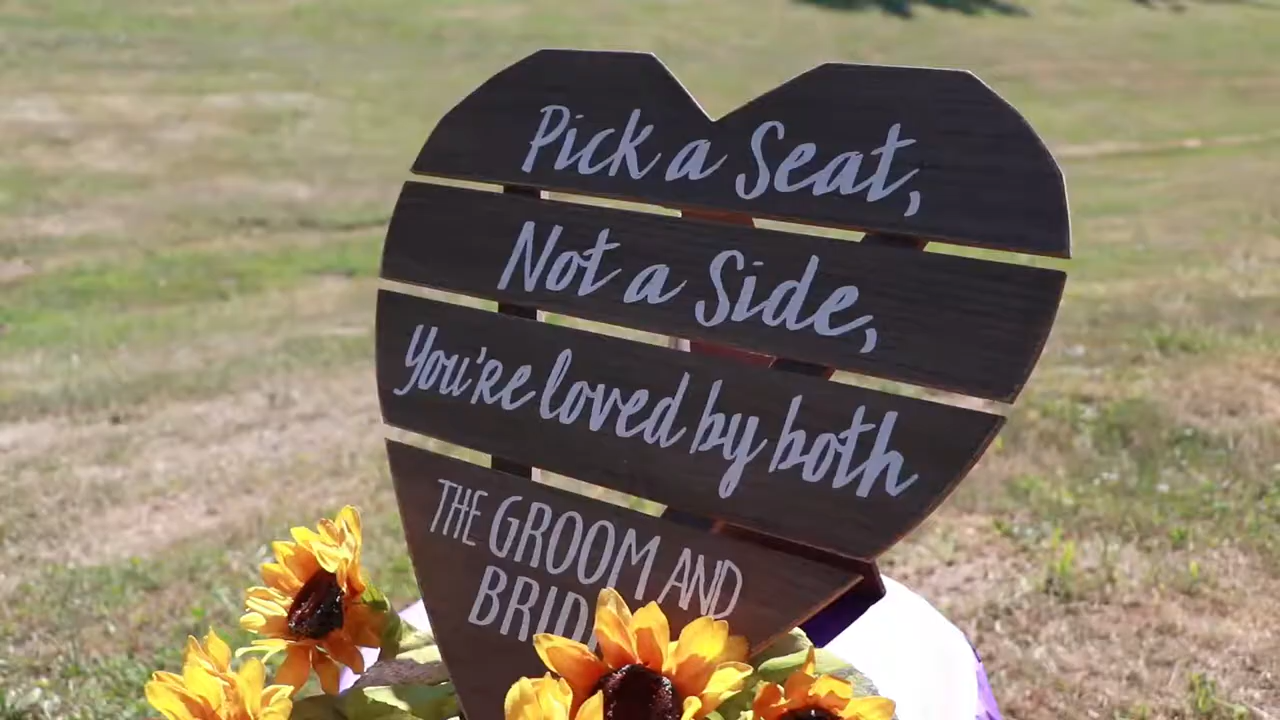 Pick a Seat,
Not a Side,
You're loved by both
THE GROOM AND